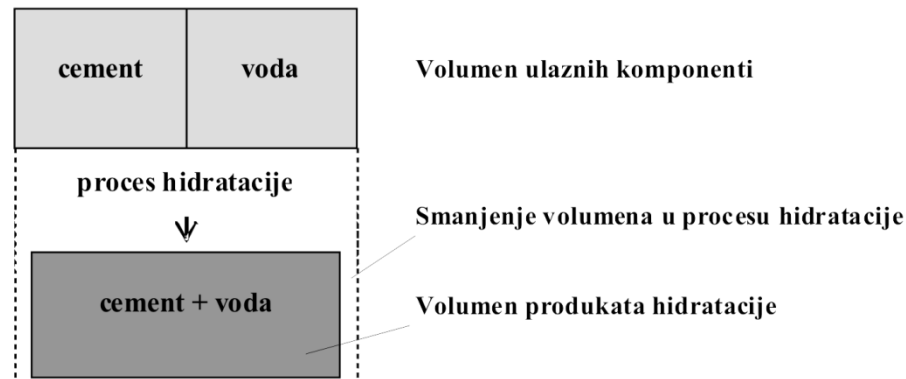 cement
voda
Volumen ulaznih komponenti
proces hidratacije
Smanjenje volumena u procesu hidratacije
cement + voda
Volumen produkata hidratacije